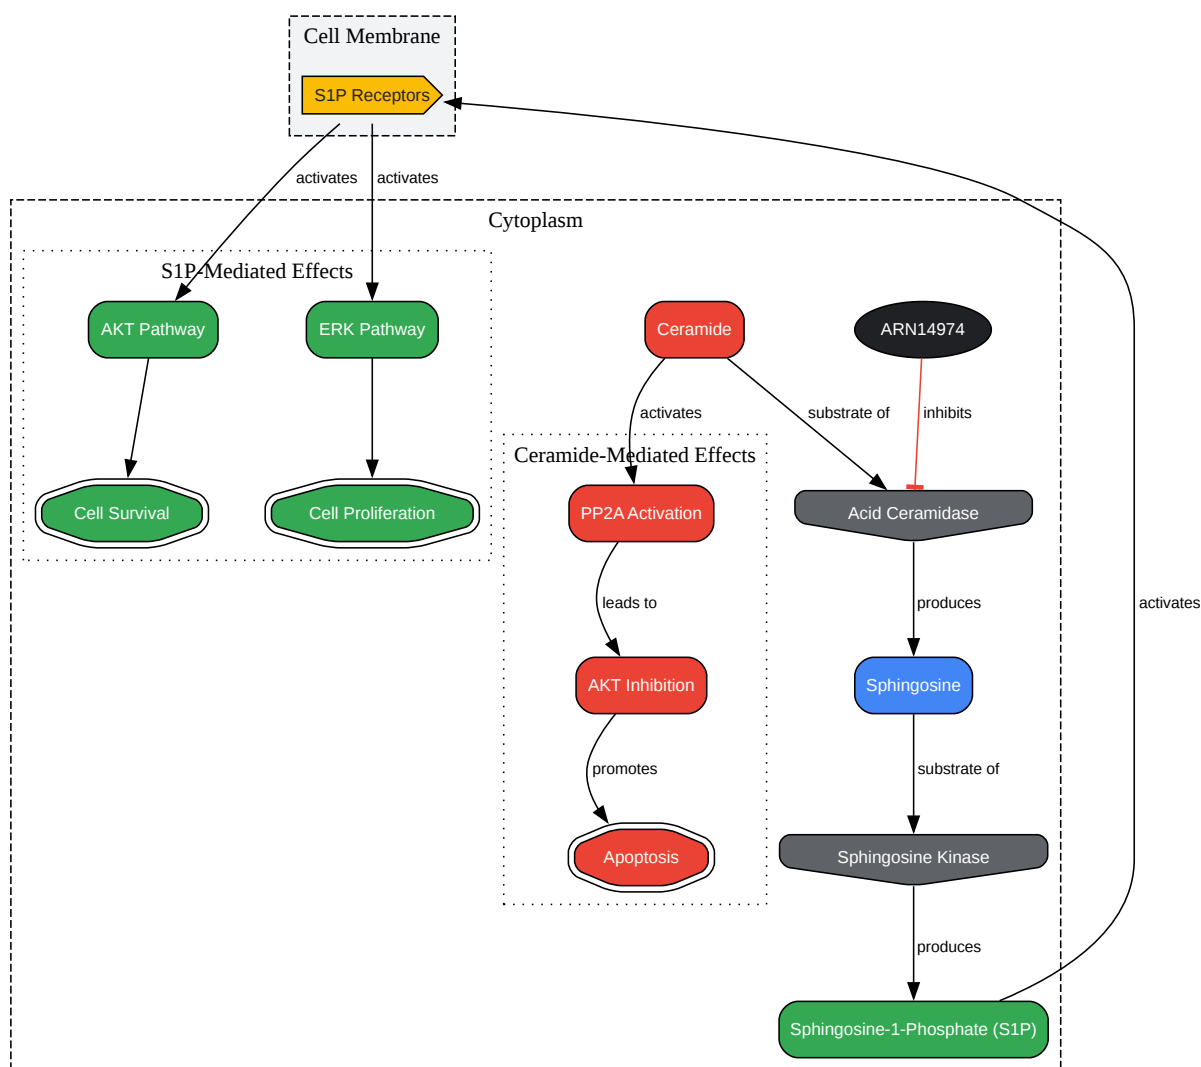 Cell Membrane
S1P Receptors
activates
activates
Cytoplasm
S1P-Mediated Effects
AKT Pathway
ERK Pathway
Ceramide
ARN14974
activates
substrate of
inhibits
Ceramide-Mediated Effects
Cell Survival
Cell Proliferation
PP2A Activation
Acid Ceramidase
leads to
produces
activates
AKT Inhibition
Sphingosine
promotes
substrate of
Apoptosis
Sphingosine Kinase
produces
Sphingosine-1-Phosphate (S1P)